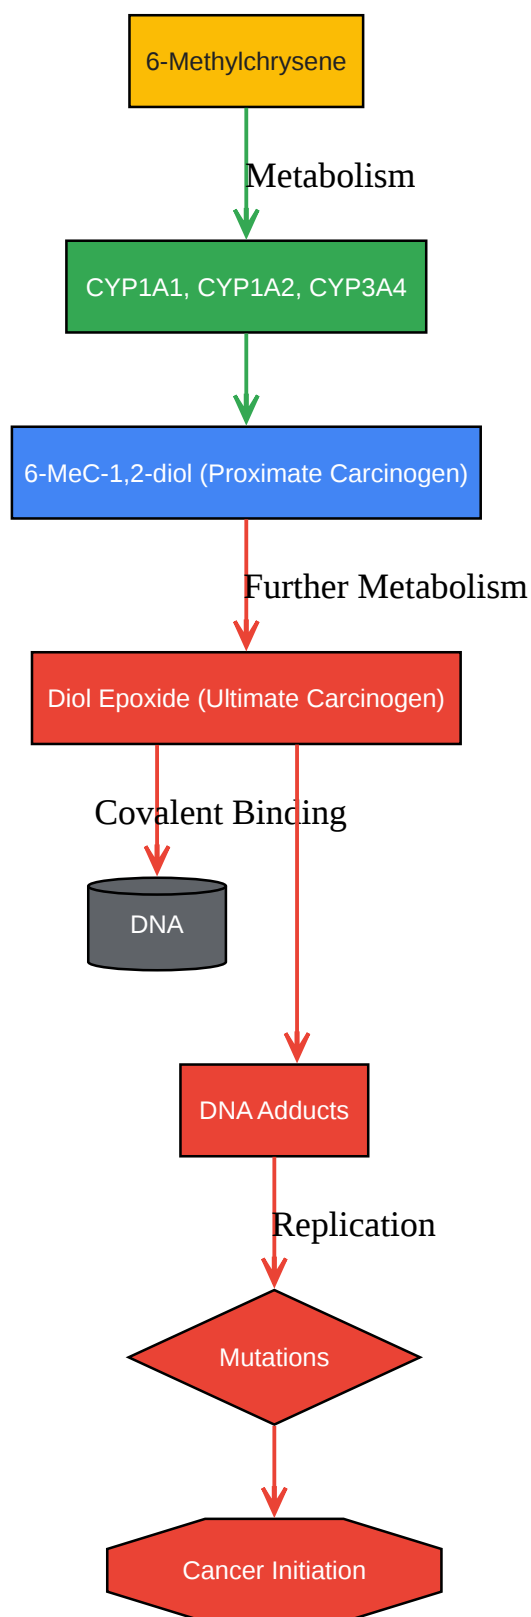 6-Methylchrysene
Metabolism
CYP1A1, CYP1A2, CYP3A4
6-MeC-1,2-diol (Proximate Carcinogen)
Further Metabolism
Diol Epoxide (Ultimate Carcinogen)
Covalent Binding
DNA
DNA Adducts
Replication
Mutations
Cancer Initiation